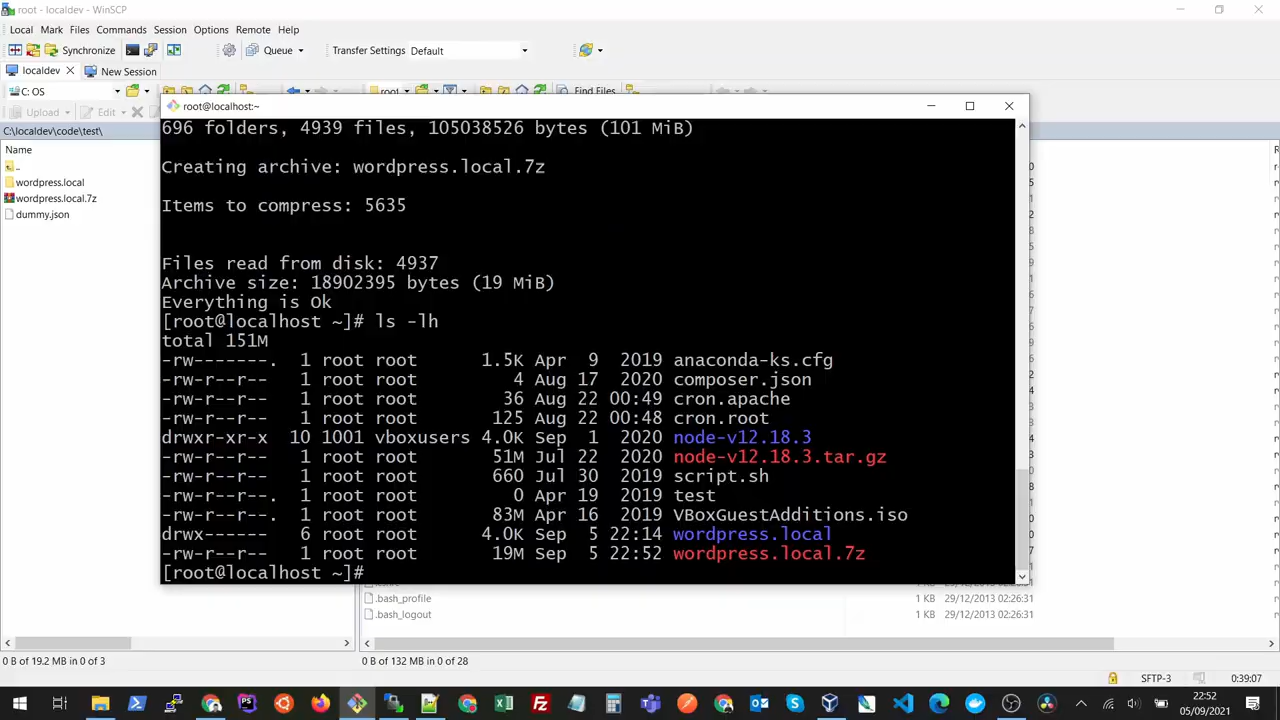 root - localdev - WinSCP
Local Mark Files Commands Session Options Remote Help
Synchronize Queue Transfer Settings Default
localdev New Session
C: OS root Find Files
Upload Edit
root@localhost:~
C:\localdev\code\test\
Name
..
wordpress.local
wordpress.local.7z
dummy.json
696 folders, 4939 files, 105038526 bytes (101 MiB)
Creating archive: wordpress.local.7z
Items to compress: 5635
Files read from disk: 4937
Archive size: 18902395 bytes (19 MiB)
Everything is Ok
[root@localhost ~]# ls -lh
total 151M
-rw-------. 1 root root 1.5K Apr 9 2019 anaconda-ks.cfg
-rw-r--r-- 1 root root 4 Aug 17 2020 composer.json
-rw-r--r-- 1 root root 36 Aug 22 00:49 cron.apache
-rw-r--r-- 1 root root 125 Aug 22 00:48 cron.root
drwxr-xr-x 10 1001 vboxusers 4.0K Sep 1 2020 node-v12.18.3
-rw-r--r-- 1 root root 51M Jul 22 2020 node-v12.18.3.tar.gz
-rw-r--r-- 1 root root 660 Jul 30 2019 script.sh
-rw-r--r--. 1 root root 0 Apr 19 2019 test
-rw-r--r--. 1 root root 83M Apr 16 2019 VBoxGuestAdditions.iso
drwx------ 6 root root 4.0K Sep 5 22:14 wordpress.local
-rw-r--r-- 1 root root 19M Sep 5 22:52 wordpress.local.7z
[root@localhost ~]#
.bash_profile 1 KB 29/12/2013 02:26:31
.bash_logout 1 KB 29/12/2013 02:26:31
0 B of 19.2 MB in 0 of 3
0 B of 132 MB in 0 of 28
SFTP-3 0:39:07
22:52
05/09/2021